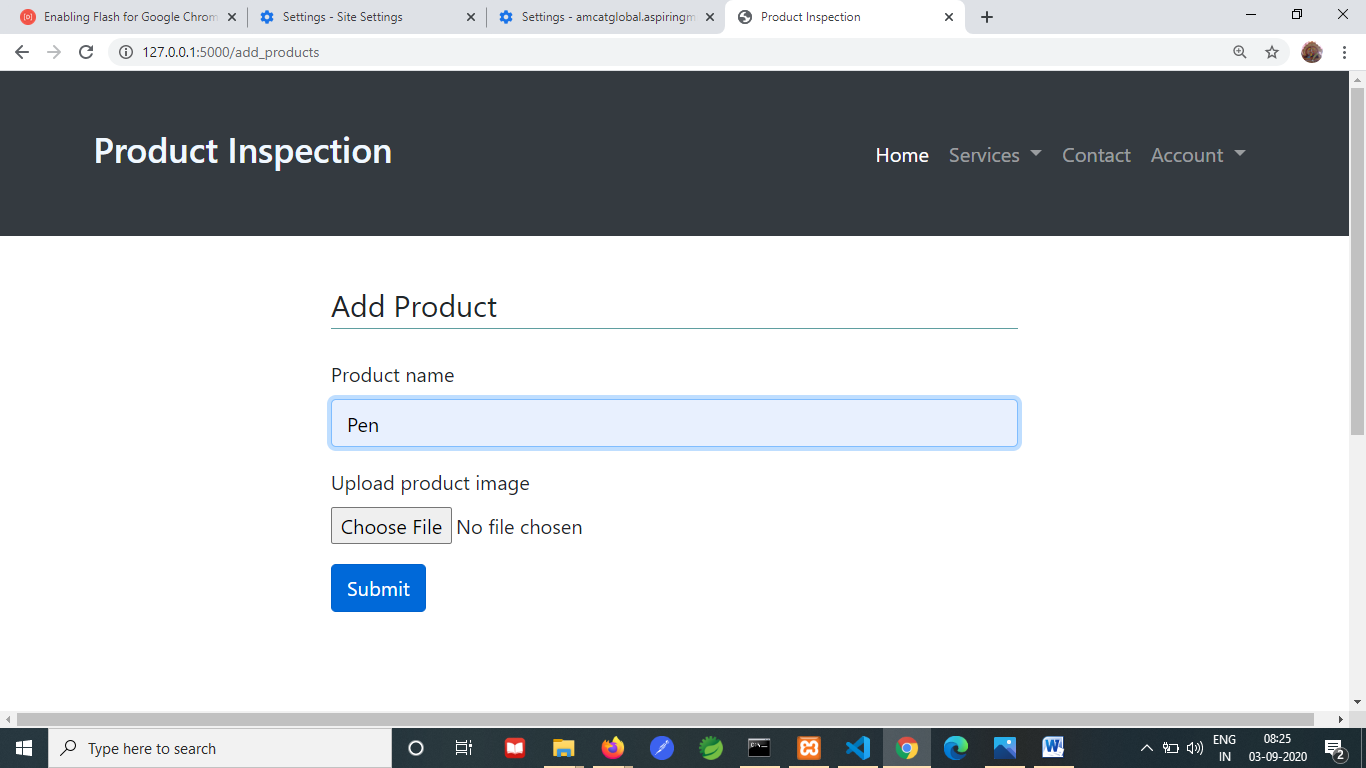 Enabling Flash for Google Chrom
Settings - Site Settings
Settings - amcatglobal.aspiringm
Product Inspection
127.0.0.1:5000/add_products
Product Inspection
Home Services Contact Account
Add Product
Product name
Pen
Upload product image
Choose File No file chosen
Submit
Type here to search
ENG
IN
08:25
03-09-2020
2